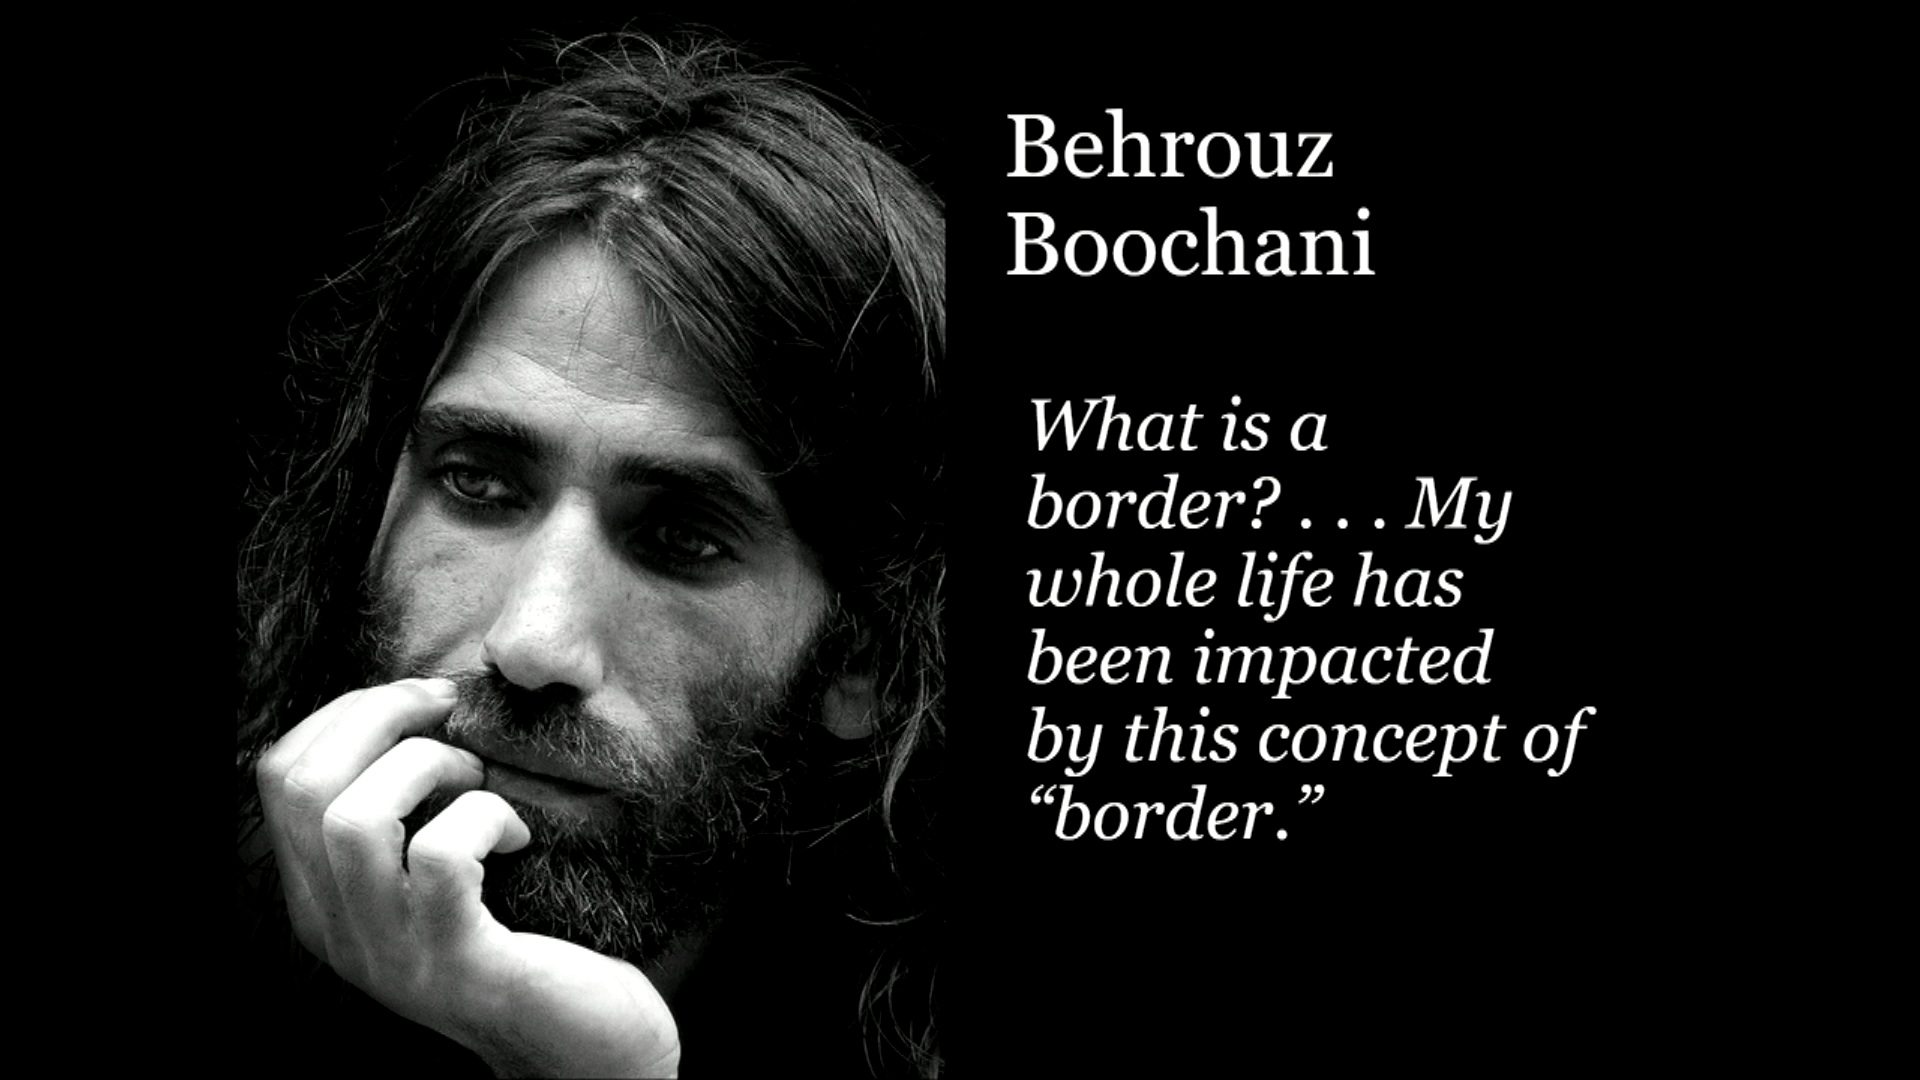 Behrouz
Boochani
What is a
border? . . . My
whole life has
been impacted
by this concept of
“border.”